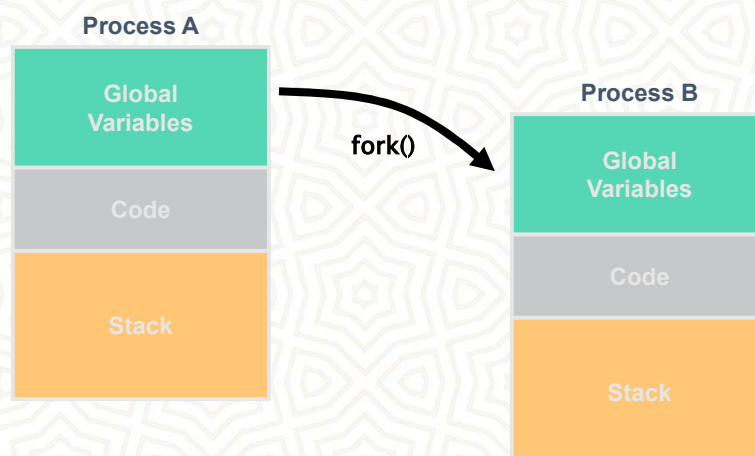 Process A
Global
Variables
Code
Stack
fork()
Process B
Global
Variables
Code
Stack